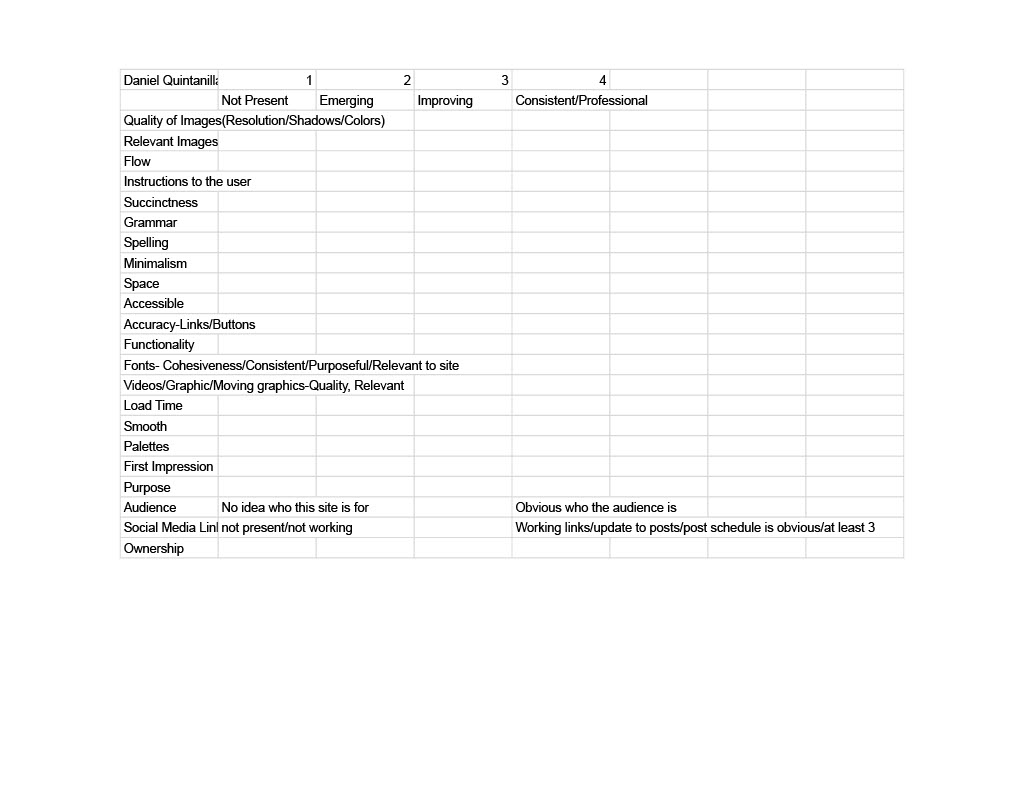 Daniel Quintanilla 1 2 3 4
Not Present Emerging Improving Consistent/Professional
Quality of Images(Resolution/Shadows/Colors)
Relevant Images
Flow
Instructions to the user
Succinctness
Grammar
Spelling
Minimalism
Space
Accessible
Accuracy-Links/Buttons
Functionality
Fonts- Cohesiveness/Consistent/Purposeful/Relevant to site
Videos/Graphic/Moving graphics-Quality, Relevant
Load Time
Smooth
Palettes
First Impression
Purpose
Audience No idea who this site is for Obvious who the audience is
Social Media Lin not present/not working Working links/update to posts/post schedule is obvious/at least 3
Ownership